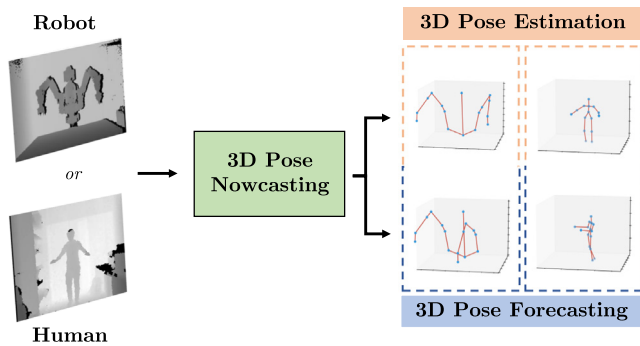 Robot
or
Human
3D Pose
Nowcasting
3D Pose Estimation
3D Pose Forecasting